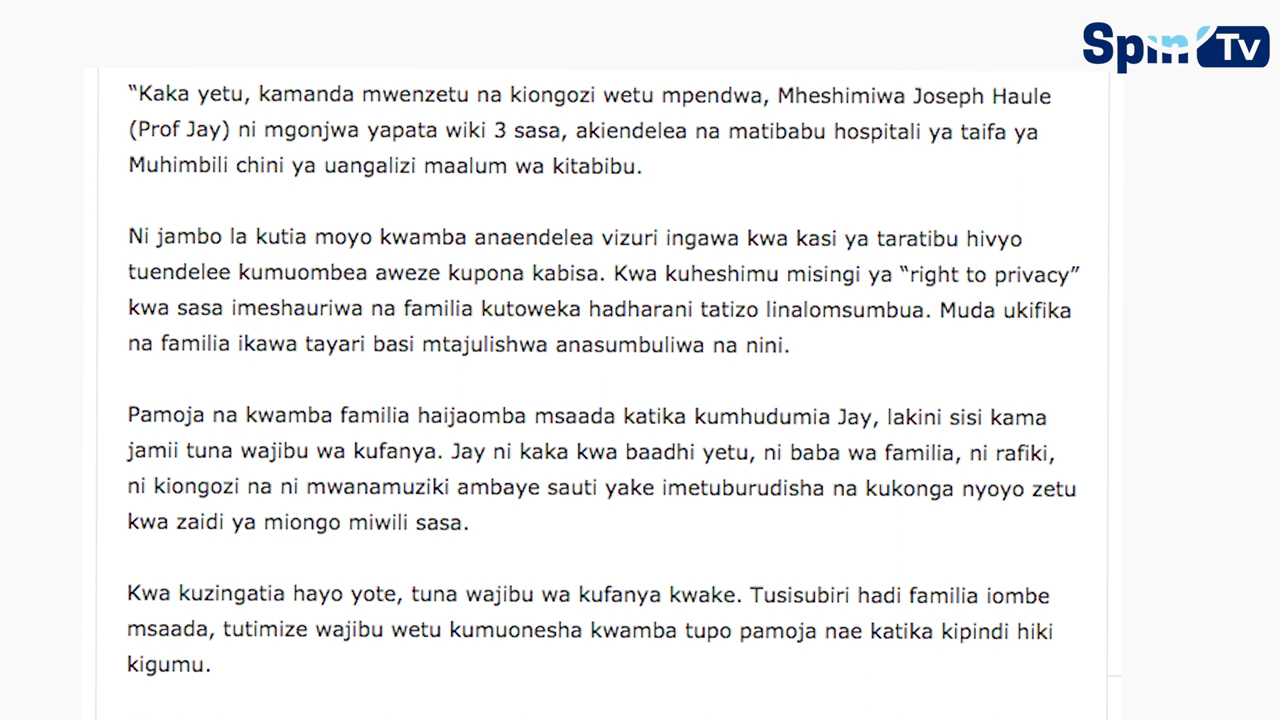 Spin Tv
“Kaka yetu, kamanda mwenzetu na kiongozi wetu mpendwa, Mheshimiwa Joseph Haule
(Prof Jay) ni mgonjwa yapata wiki 3 sasa, akiendelea na matibabu hospitali ya taifa ya
Muhimbili chini ya uangalizi maalum wa kitabibu.
Ni jambo la kutia moyo kwamba anaendelea vizuri ingawa kwa kasi ya taratibu hivyo
tuendelee kumuombea aweze kupona kabisa. Kwa kuheshimu misingi ya “right to privacy”
kwa sasa imeshauriwa na familia kutoweka hadharani tatizo linalomsumbua. Muda ukifika
na familia ikawa tayari basi mtajulishwa anasumbuliwa na nini.
Pamoja na kwamba familia haijaomba msaada katika kumhudumia Jay, lakini sisi kama
jamii tuna wajibu wa kufanya. Jay ni kaka kwa baadhi yetu, ni baba wa familia, ni rafiki,
ni kiongozi na ni mwanamuziki ambaye sauti yake imetuburudisha na kukonga nyoyo zetu
kwa zaidi ya miongo miwili sasa.
Kwa kuzingatia hayo yote, tuna wajibu wa kufanya kwake. Tusisubiri hadi familia iombe
msaada, tutimize wajibu wetu kumuonesha kwamba tupo pamoja nae katika kipindi hiki
kigumu.